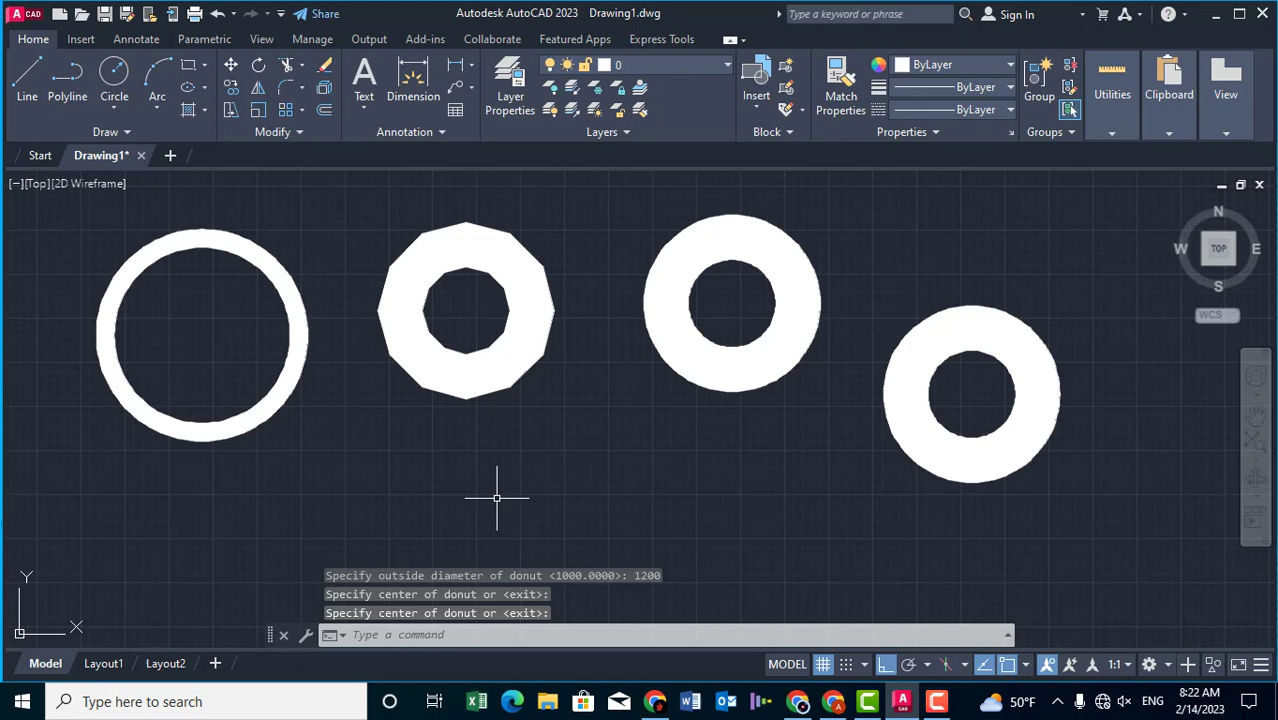 CAD
Share
Autodesk AutoCAD 2023 Drawing1.dwg
Type a keyword or phrase
Sign In
Home Insert Annotate Parametric View Manage Output Add-ins Collaborate Featured Apps Express Tools
Line
Polyline
Circle
Arc
Text
Dimension
Layer
Properties
0
Insert
Match
Properties
ByLayer
ByLayer
ByLayer
Group
Utilities
Clipboard
View
Draw
Modify
Annotation
Layers
Block
Properties
Groups
Start
Drawing1*
[−][Top][2D Wireframe]
N
W
TOP
E
S
WCS
Y
X
Specify outside diameter of donut <1000.0000>: 1200
Specify center of donut or <exit>:
Specify center of donut or <exit>:
Type a command
Model Layout1 Layout2
MODEL
1:1
Type here to search
50°F
ENG
8:22 AM
2/14/2023